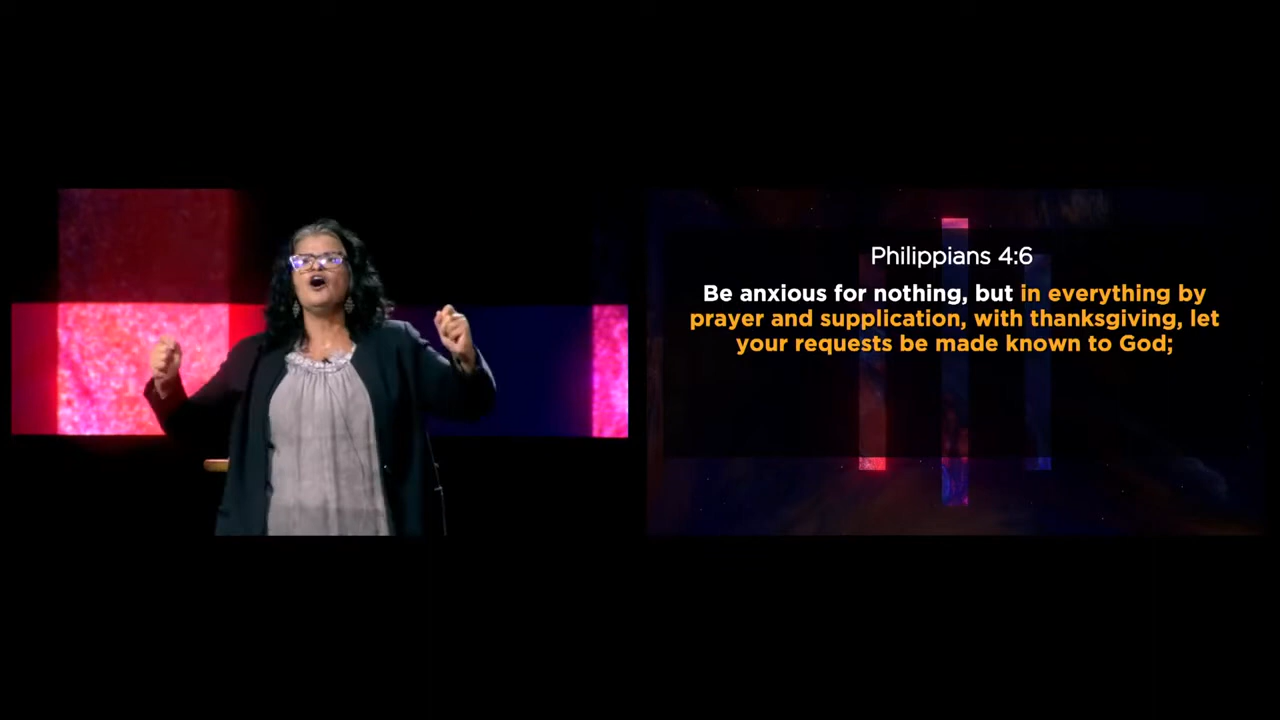 Philippians 4:6
Be anxious for nothing, but in everything by
prayer and supplication, with thanksgiving, let
your requests be made known to God;